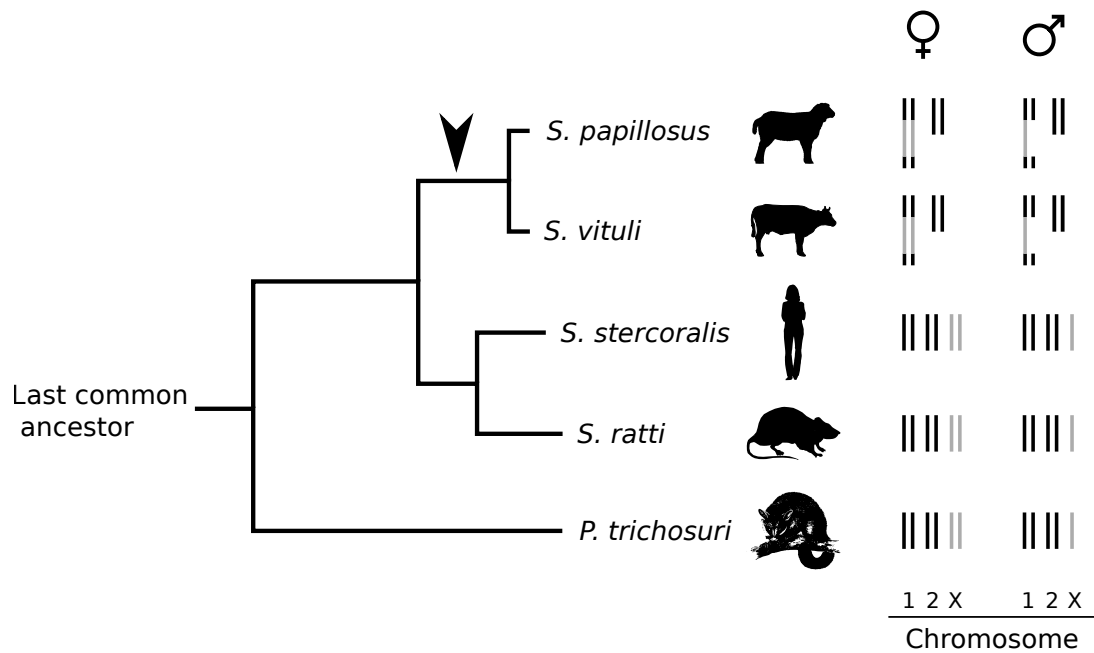 ♀ ♂
S. papillosus
S. vituli
S. stercoralis
Last common
ancestor
S. ratti
P. trichosuri
1 2 X 1 2 X
Chromosome